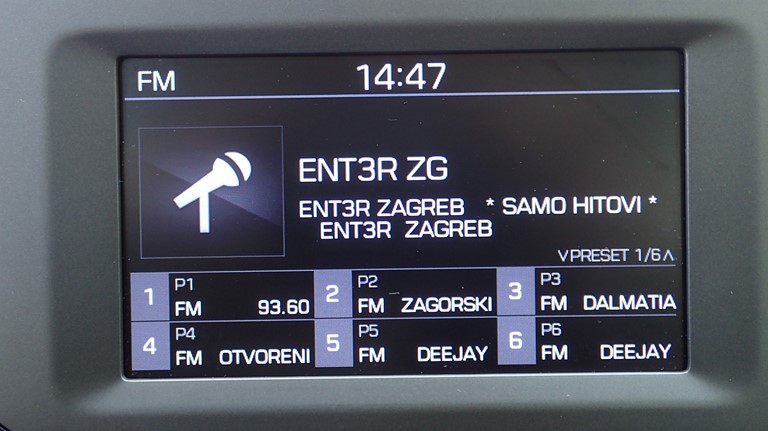 FM 14:47
ENT3R ZG
ENT3R ZAGREB * SAMO HITOVI *
ENT3R ZAGREB
V PRESET 1/6 Λ
1 P1 FM 93.60
2 P2 FM ZAGORSKI
3 P3 FM DALMATIA
4 P4 FM OTVORENI
5 P5 FM DEEJAY
6 P6 FM DEEJAY